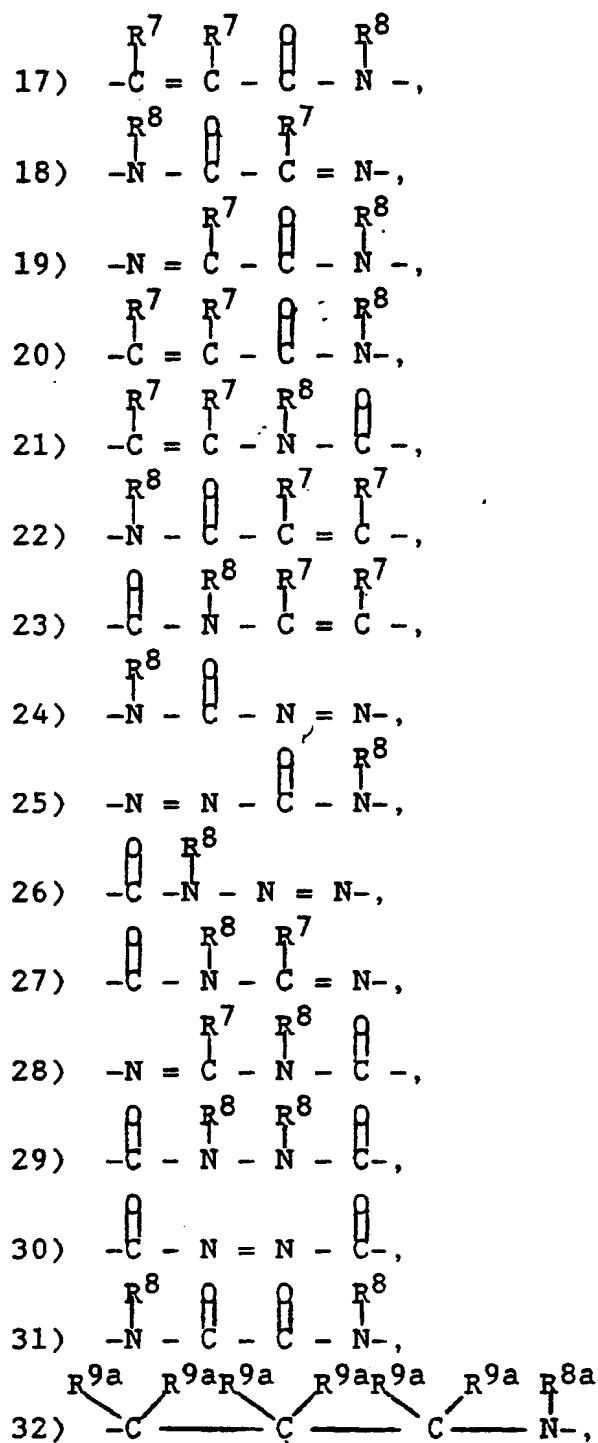 R7 R7 O R8
17) -C = C - C - N -,
R8 O R7
18) -N - C - C = N-,
R7 O R8
19) -N = C - C - N -,
R7 R7 O R8
20) -C = C - C - N-,
R7 R7 R8 O
21) -C = C - N - C -,
R8 O R7 R7
22) -N - C - C = C -,
O R8 R7 R7
23) -C - N - C = C -,
R8 O
24) -N - C - N = N-,
O R8
25) -N = N - C - N-,
O R8
26) -C -N - N = N-,
O R8 R7
27) -C - N - C = N-,
R7 R8 O
28) -N = C - N - C -,
O R8 R8 O
29) -C - N - N - C-,
O O
30) -C - N = N - C-,
R8 O O R8
31) -N - C - C - N-,
R9a R9a R9a R9a R9a R9a R8a
32) -C — C — C — N-,